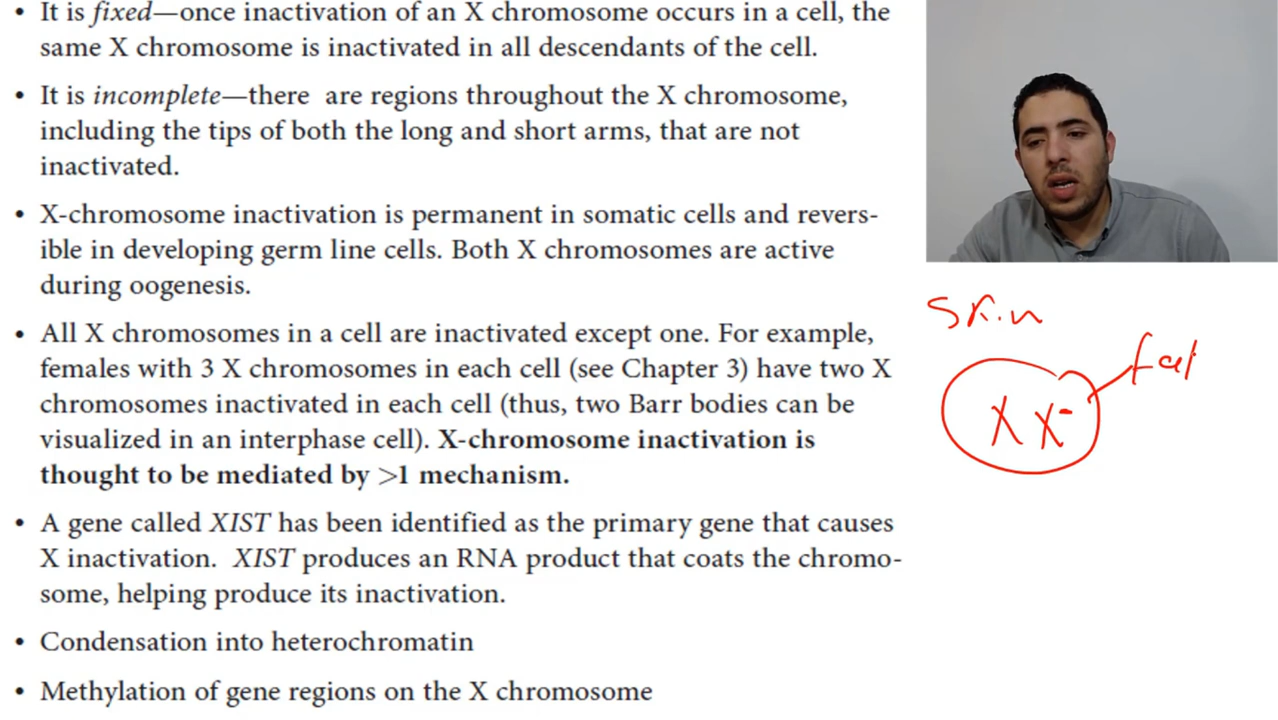 • It is fixed—once inactivation of an X chromosome occurs in a cell, the
same X chromosome is inactivated in all descendants of the cell.
• It is incomplete—there are regions throughout the X chromosome,
including the tips of both the long and short arms, that are not
inactivated.
• X-chromosome inactivation is permanent in somatic cells and revers-
ible in developing germ line cells. Both X chromosomes are active
during oogenesis.
• All X chromosomes in a cell are inactivated except one. For example,
females with 3 X chromosomes in each cell (see Chapter 3) have two X
chromosomes inactivated in each cell (thus, two Barr bodies can be
visualized in an interphase cell). X-chromosome inactivation is
thought to be mediated by >1 mechanism.
• A gene called XIST has been identified as the primary gene that causes
X inactivation. XIST produces an RNA product that coats the chromo-
some, helping produce its inactivation.
• Condensation into heterochromatin
• Methylation of gene regions on the X chromosome
Skin
X X-